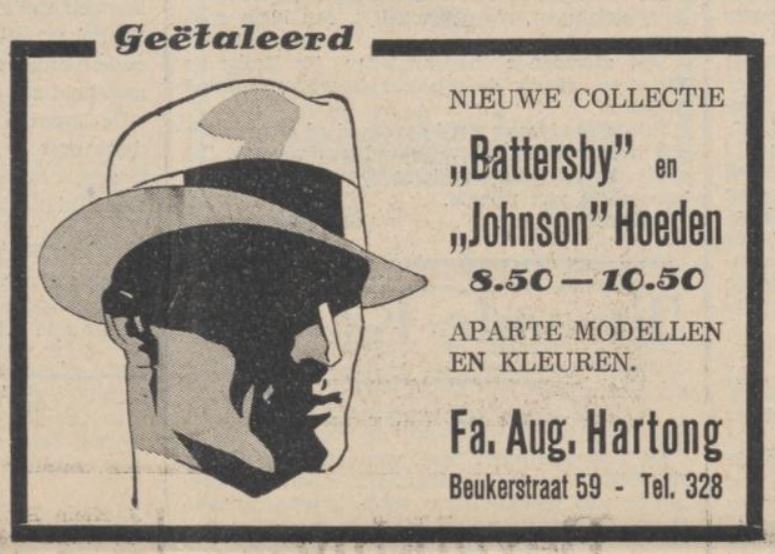 Geëtaleerd
NIEUWE COLLECTIE
„Battersby” en
„Johnson” Hoeden
8.50 — 10.50
APARTE MODELLEN
EN KLEUREN.
Fa. Aug. Hartong
Beukerstraat 59 - Tel. 328